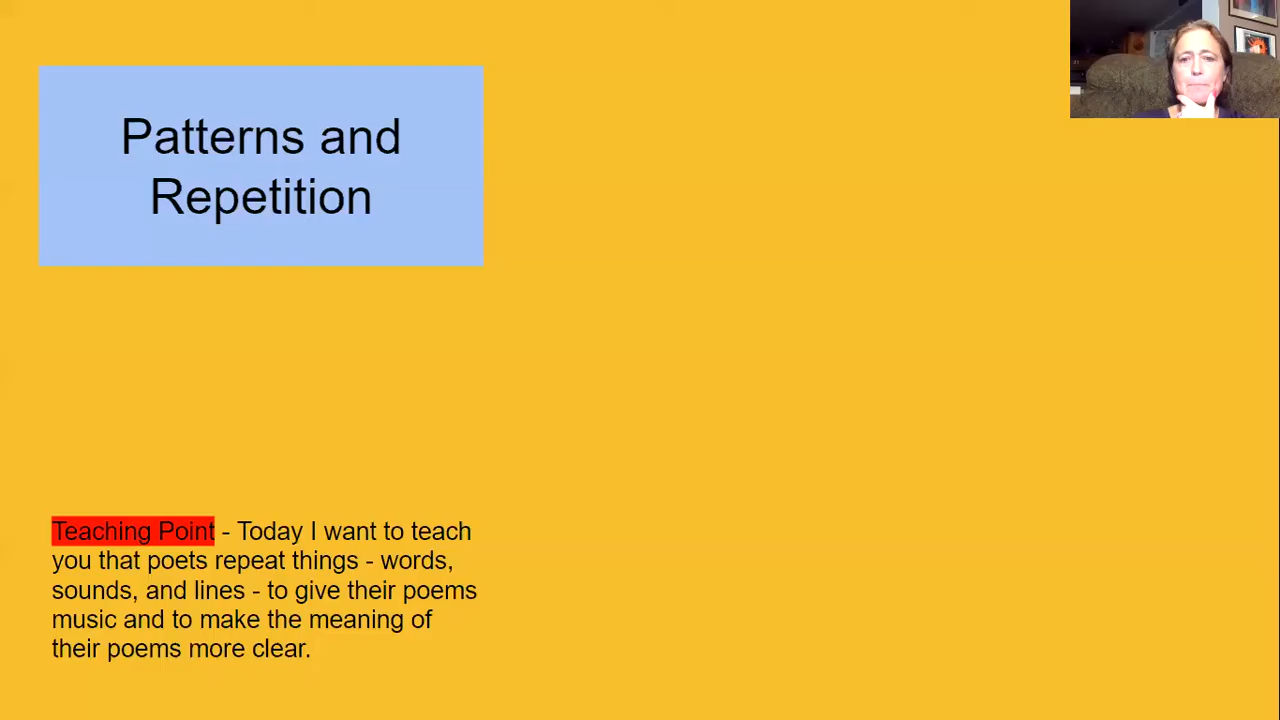 Patterns and
Repetition
Teaching Point - Today I want to teach
you that poets repeat things - words,
sounds, and lines - to give their poems
music and to make the meaning of
their poems more clear.